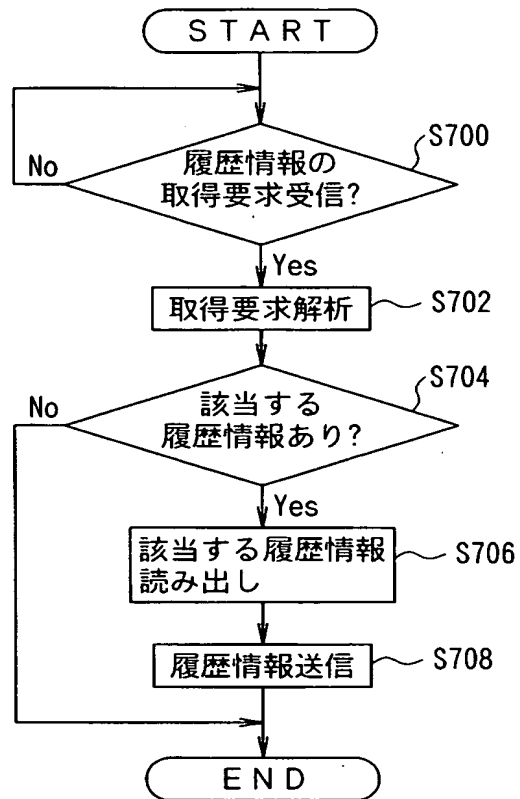 START
S700
履歴情報の
No
取得要求受信?
Yes
取得要求解析
S702
S704
No
該当する
履歴情報あり?
Yes
該当する履歴情報
読み出し
S706
履歴情報送信
S708
END